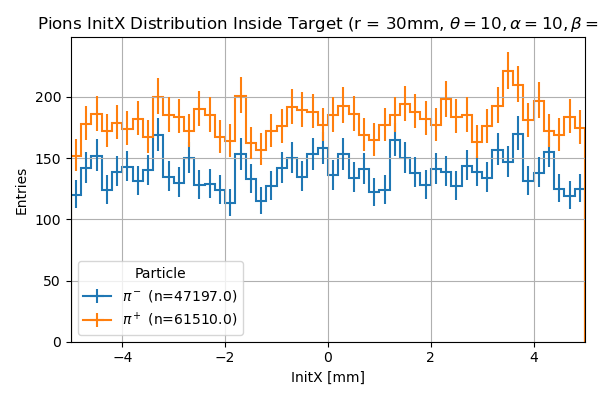 Pions InitX Distribution Inside Target (r = 30mm, θ = 10, α = 10, β =
Entries
200
150
100
50
0
Particle
π⁻ (n=47197.0)
π⁺ (n=61510.0)
−4
−2
0
2
4
InitX [mm]